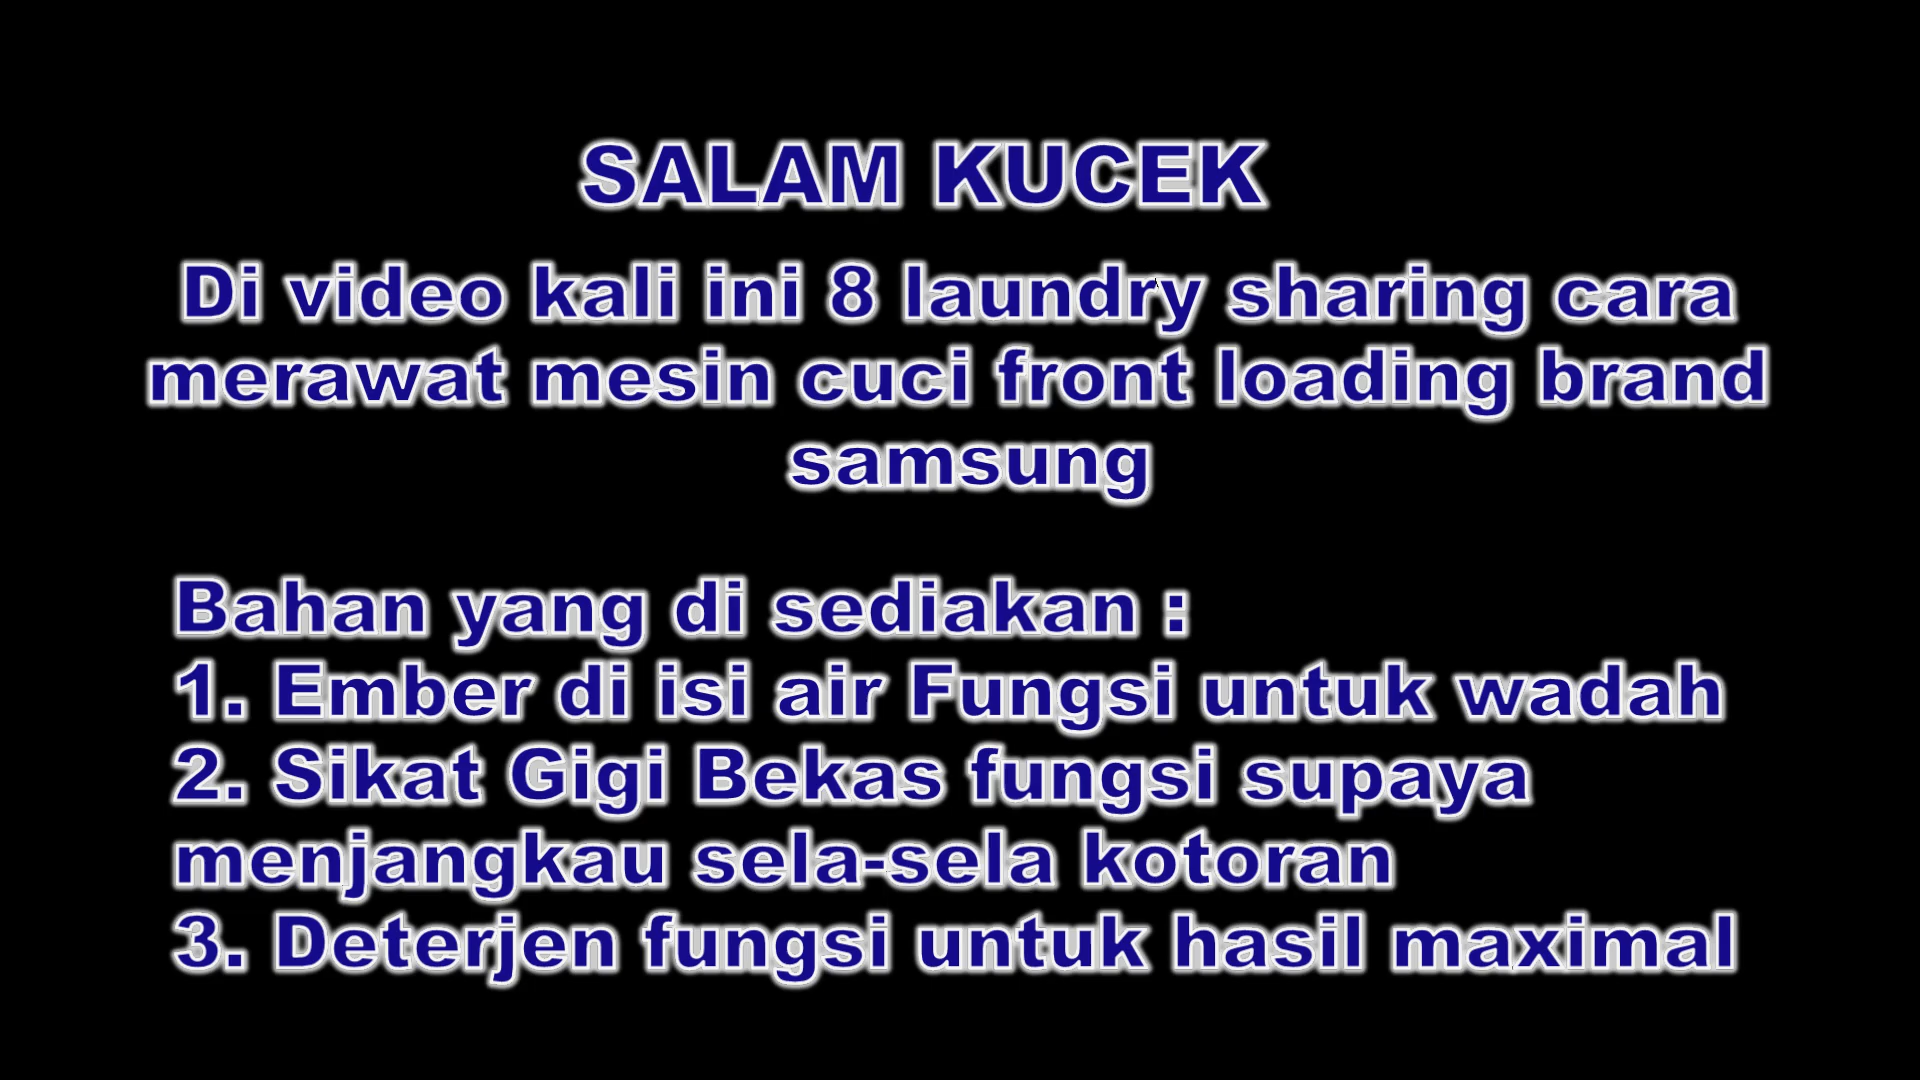 SALAM KUCEK
Di video kali ini 8 laundry sharing cara
merawat mesin cuci front loading brand
samsung
Bahan yang di sediakan :
1. Ember di isi air Fungsi untuk wadah
2. Sikat Gigi Bekas fungsi supaya
menjangkau sela-sela kotoran
3. Deterjen fungsi untuk hasil maximal